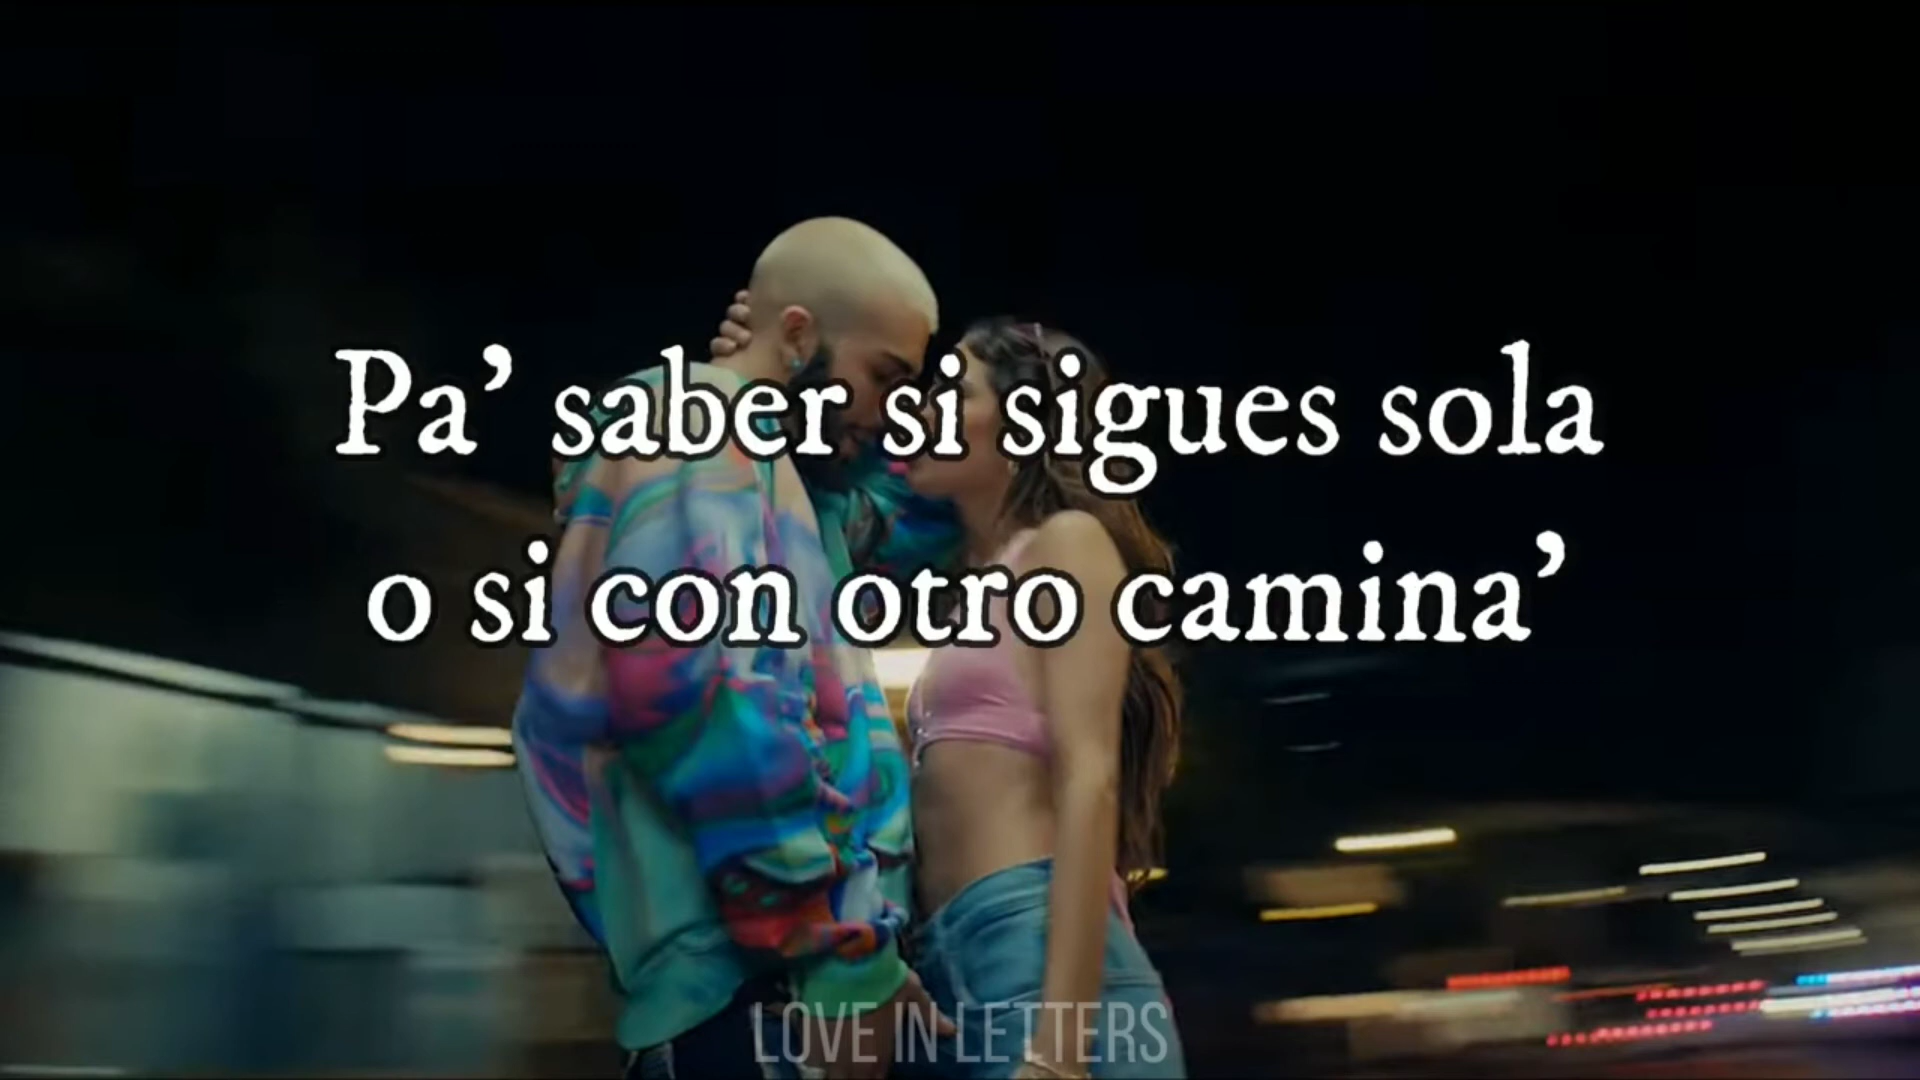 Pa’ saber si sigues sola
o si con otro camina’
LOVE IN LETTERS